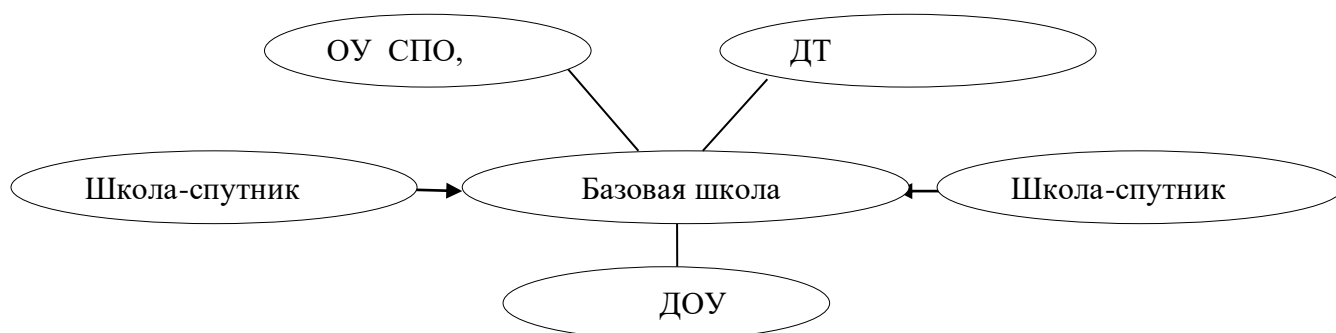 ОУ СПО,
ДТ
Школа-спутник
Базовая школа
Школа-спутник
ДОУ